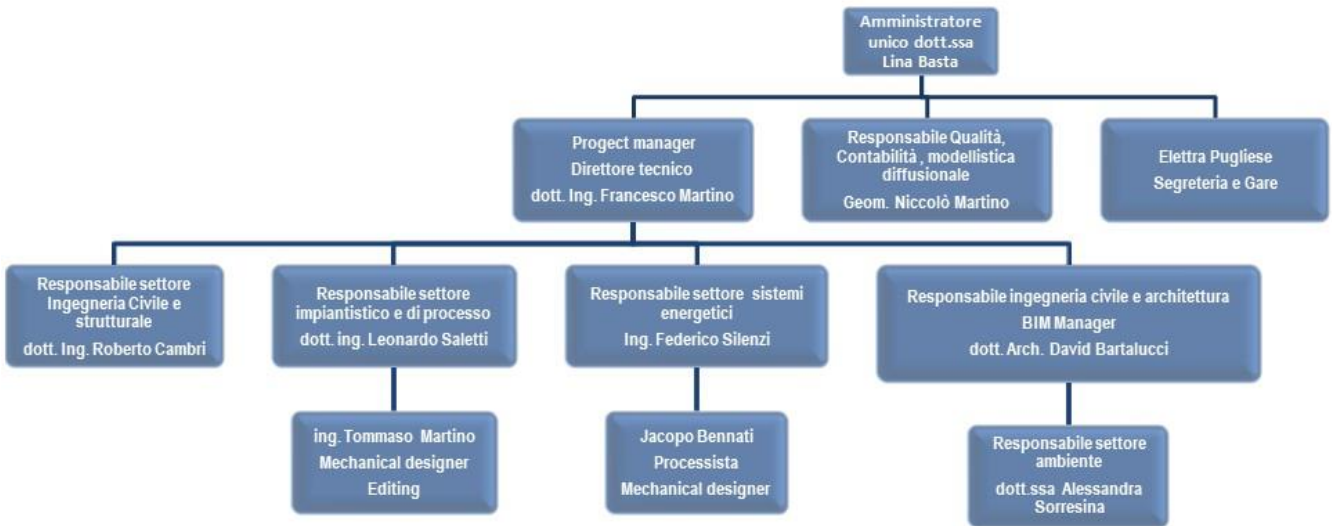 Amministratore
unico dott.ssa
Lina Basta
Progect manager
Direttore tecnico
dott. Ing. Francesco Martino
Responsabile Qualità,
Contabilità , modellistica
diffusionale
Geom. Niccolò Martino
Elettra Pugliese
Segreteria e Gare
Responsabile settore
Ingegneria Civile e
strutturale
dott. Ing. Roberto Cambri
Responsabile settore
impiantistico e di processo
dott. ing. Leonardo Saletti
Responsabile settore sistemi
energetici
Ing. Federico Silenzi
Responsabile ingegneria civile e architettura
BIM Manager
dott. Arch. David Bartalucci
ing. Tommaso Martino
Mechanical designer
Editing
Jacopo Bennati
Processista
Mechanical designer
Responsabile settore
ambiente
dott.ssa Alessandra
Sorresina